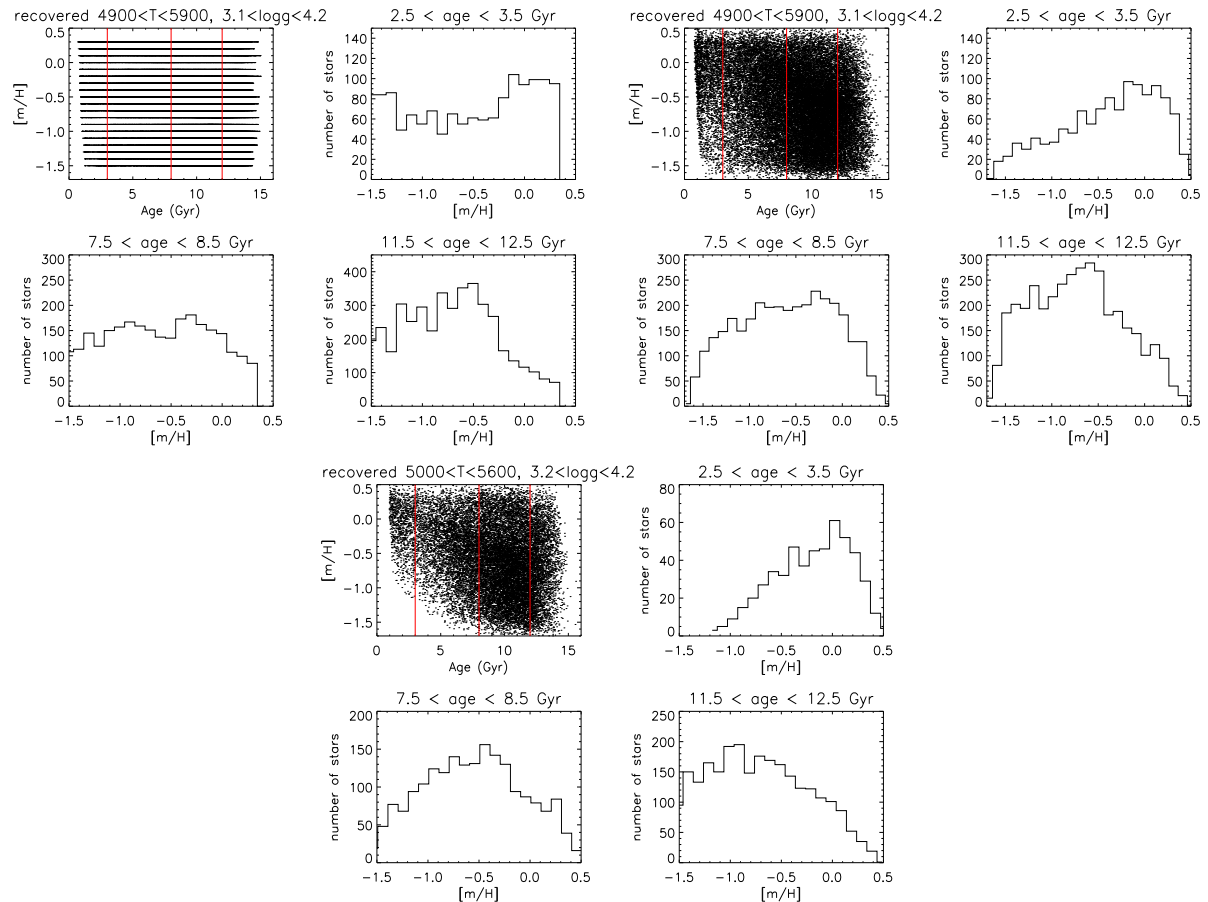 recovered 4900<T<5900, 3.1<logg<4.2
0.5
0.0
−0.5
−1.0
−1.5
[m/H]
0 5 10 15
Age (Gyr)
2.5 < age < 3.5 Gyr
140
120
100
80
60
40
20
0
number of stars
−1.5 −1.0 −0.5 0.0 0.5
[m/H]
recovered 4900<T<5900, 3.1<logg<4.2
0.5
0.0
−0.5
−1.0
−1.5
[m/H]
0 5 10 15
Age (Gyr)
2.5 < age < 3.5 Gyr
140
120
100
80
60
40
20
0
number of stars
−1.5 −1.0 −0.5 0.0 0.5
[m/H]
7.5 < age < 8.5 Gyr
300
250
200
150
100
50
0
number of stars
−1.5 −1.0 −0.5 0.0 0.5
[m/H]
11.5 < age < 12.5 Gyr
400
300
200
100
0
number of stars
−1.5 −1.0 −0.5 0.0 0.5
[m/H]
7.5 < age < 8.5 Gyr
300
250
200
150
100
50
0
number of stars
−1.5 −1.0 −0.5 0.0 0.5
[m/H]
11.5 < age < 12.5 Gyr
300
250
200
150
100
50
0
number of stars
−1.5 −1.0 −0.5 0.0 0.5
[m/H]
recovered 5000<T<5600, 3.2<logg<4.2
0.5
0.0
−0.5
−1.0
−1.5
[m/H]
0 5 10 15
Age (Gyr)
2.5 < age < 3.5 Gyr
80
60
40
20
0
number of stars
−1.5 −1.0 −0.5 0.0 0.5
[m/H]
7.5 < age < 8.5 Gyr
200
150
100
50
0
number of stars
−1.5 −1.0 −0.5 0.0 0.5
[m/H]
11.5 < age < 12.5 Gyr
250
200
150
100
50
0
number of stars
−1.5 −1.0 −0.5 0.0 0.5
[m/H]